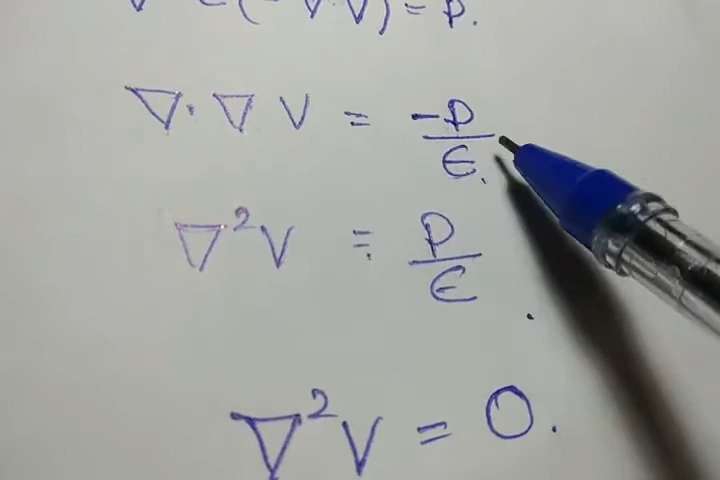 ∇ ∈(-∇V) = ρ.
∇·∇V = -ρ/∈.
∇²V = ρ/∈
∇²V = 0.